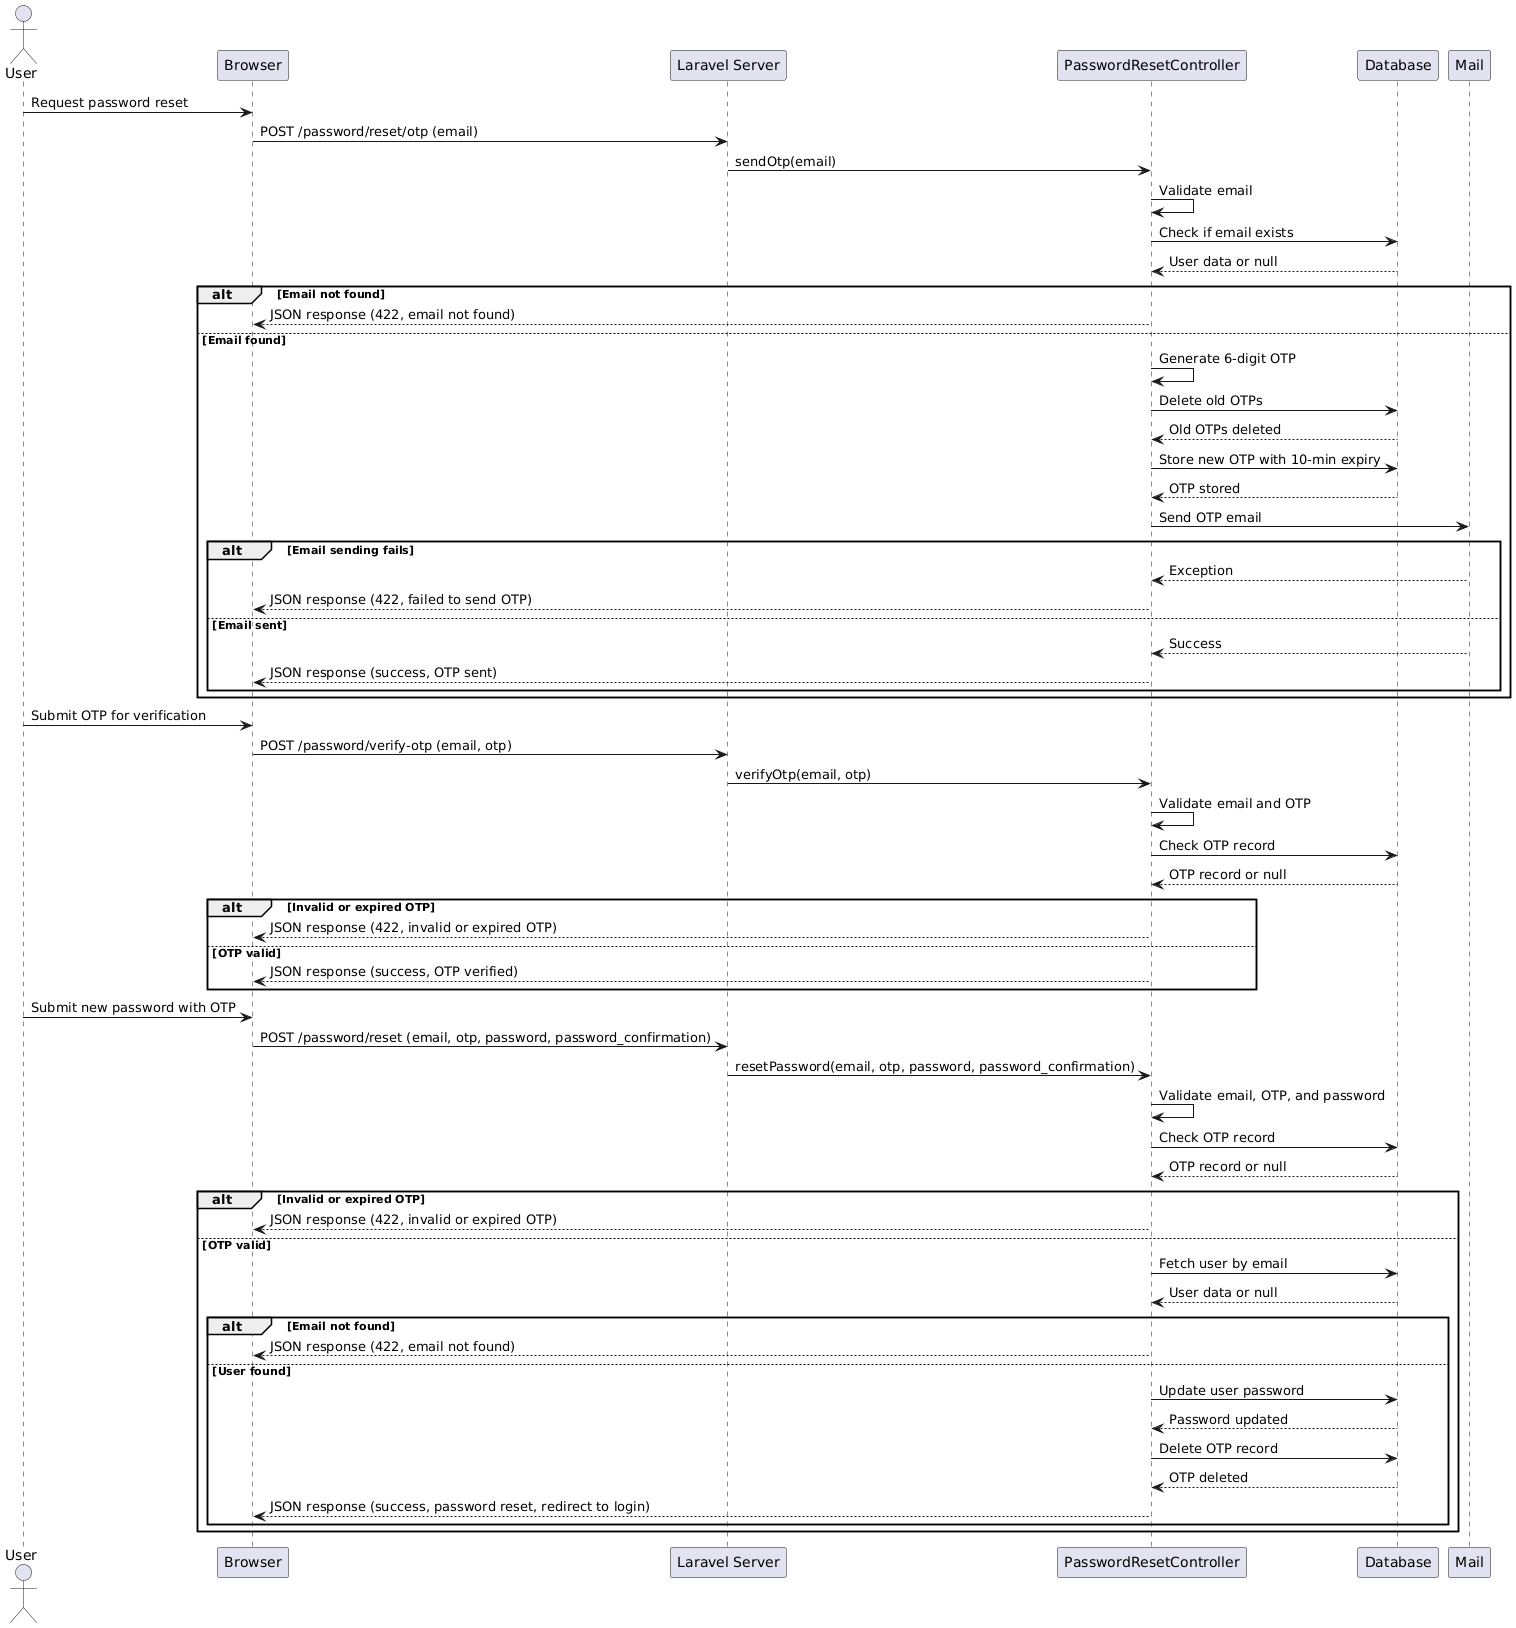 User
Browser
Laravel Server
PasswordResetController
Database
Mail
Request password reset
POST /password/reset/otp (email)
sendOtp(email)
Validate email
Check if email exists
User data or null
alt [Email not found]
JSON response (422, email not found)
[Email found]
Generate 6-digit OTP
Delete old OTPs
Old OTPs deleted
Store new OTP with 10-min expiry
OTP stored
Send OTP email
alt [Email sending fails]
Exception
JSON response (422, failed to send OTP)
[Email sent]
Success
JSON response (success, OTP sent)
Submit OTP for verification
POST /password/verify-otp (email, otp)
verifyOtp(email, otp)
Validate email and OTP
Check OTP record
OTP record or null
alt [Invalid or expired OTP]
JSON response (422, invalid or expired OTP)
[OTP valid]
JSON response (success, OTP verified)
Submit new password with OTP
POST /password/reset (email, otp, password, password_confirmation)
resetPassword(email, otp, password, password_confirmation)
Validate email, OTP, and password
Check OTP record
OTP record or null
alt [Invalid or expired OTP]
JSON response (422, invalid or expired OTP)
[OTP valid]
Fetch user by email
User data or null
alt [Email not found]
JSON response (422, email not found)
[User found]
Update user password
Password updated
Delete OTP record
OTP deleted
JSON response (success, password reset, redirect to login)
User
Browser
Laravel Server
PasswordResetController
Database
Mail